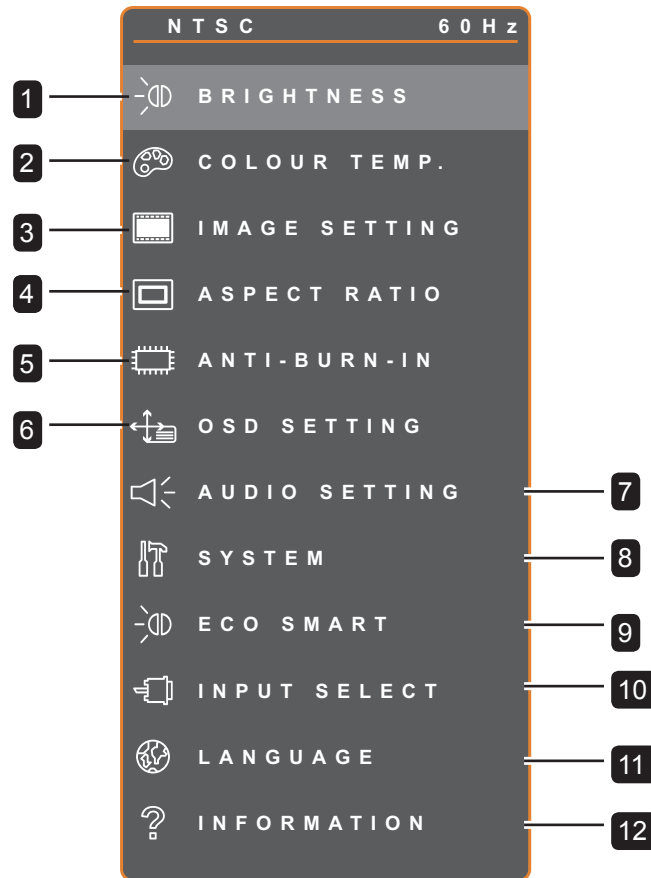 NTSC 60Hz
1 BRIGHTNESS
2 COLOUR TEMP.
3 IMAGE SETTING
4 ASPECT RATIO
5 ANTI-BURN-IN
6 OSD SETTING
AUDIO SETTING 7
SYSTEM 8
ECO SMART 9
INPUT SELECT 10
LANGUAGE 11
INFORMATION 12